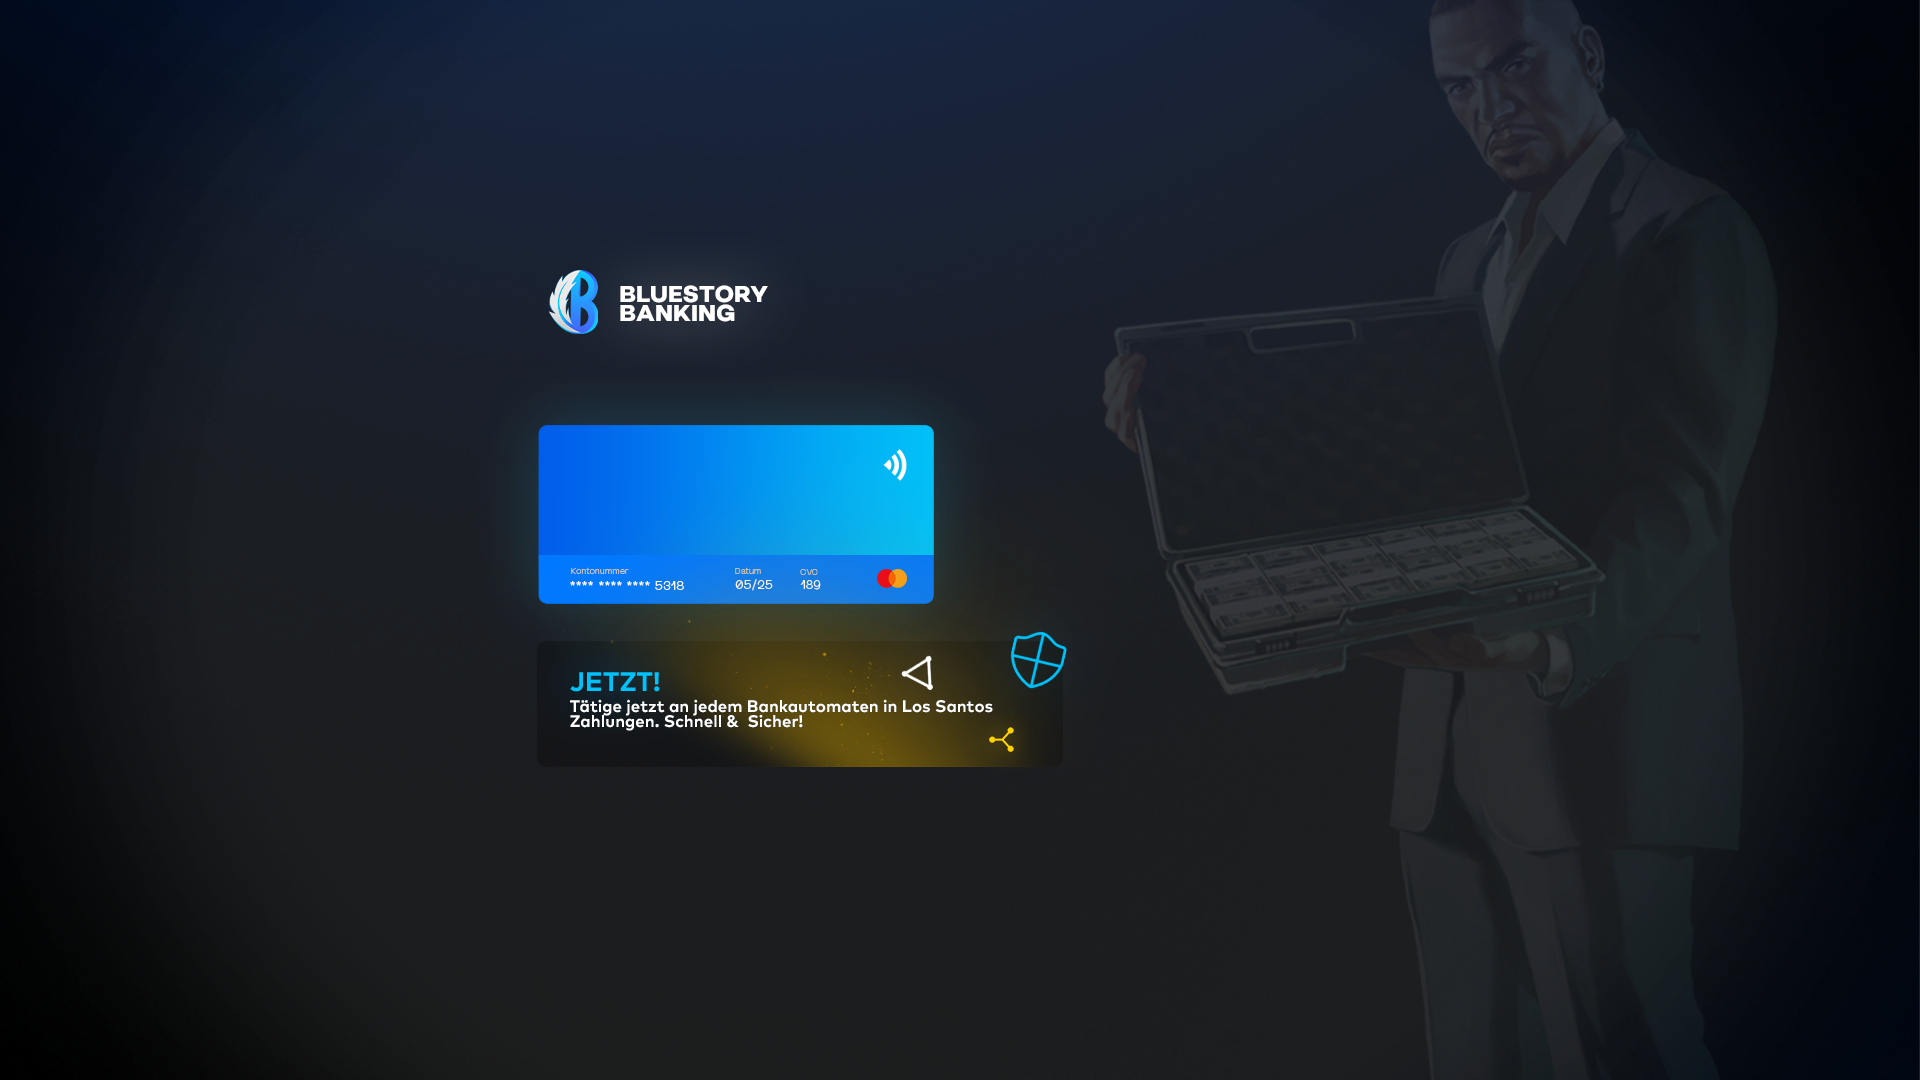 BLUESTORY
BANKING
Kontonummer
**** **** **** 5318
Datum
05/25
CVC
189
JETZT!
Tätige jetzt an jedem Bankautomaten in Los Santos
Zahlungen. Schnell &  Sicher!